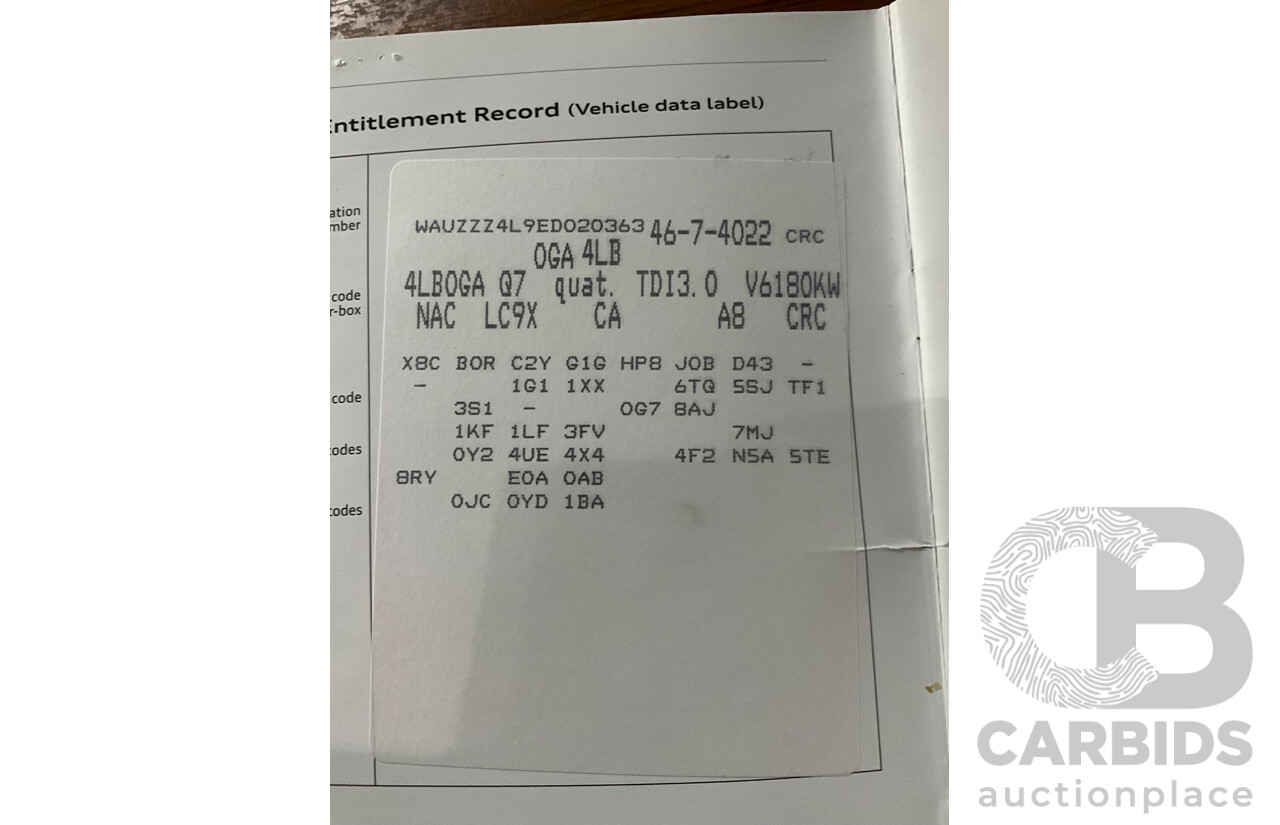 Entitlement Record (Vehicle data label)
ation
mber
WAUZZZ4L9ED020363 46-7-4022 CRC
0GA 4LB
code
r-box
4LB0GA Q7 quat. TDI3.0 V6180KW
NAC LC9X CA A8 CRC
X8C B0R C2Y G1G HP8 J0B D43 -
code
- 1G1 1XX 6TQ 5SJ TF1
3S1 - 0G7 8AJ
1KF 1LF 3FV 7MJ
codes
0Y2 4UE 4X4 4F2 N5A 5TE
8RY E0A 0AB
codes
0JC 0YD 1BA
CB
CARBIDS
auctionplace